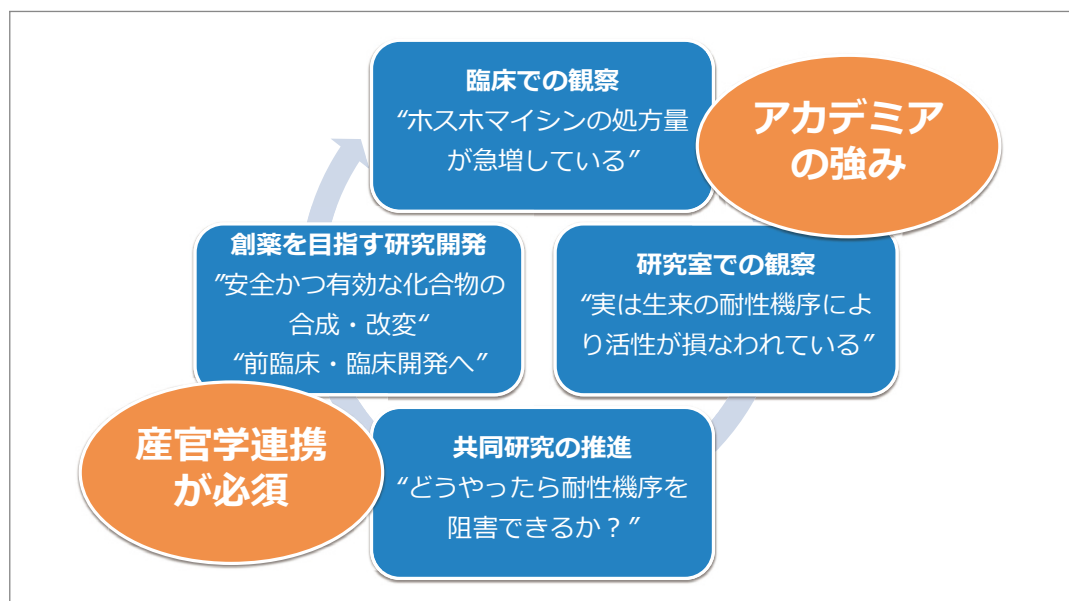 臨床での観察
“ホスホマイシンの処方量
が急増している”
アカデミア
の強み
研究室での観察
“実は生来の耐性機序によ
り活性が損なわれている”
共同研究の推進
“どうやったら耐性機序を
阻害できるか？”
創薬を目指す研究開発
”安全かつ有効な化合物の
合成・改変“
“前臨床・臨床開発へ”
産官学連携
が必須